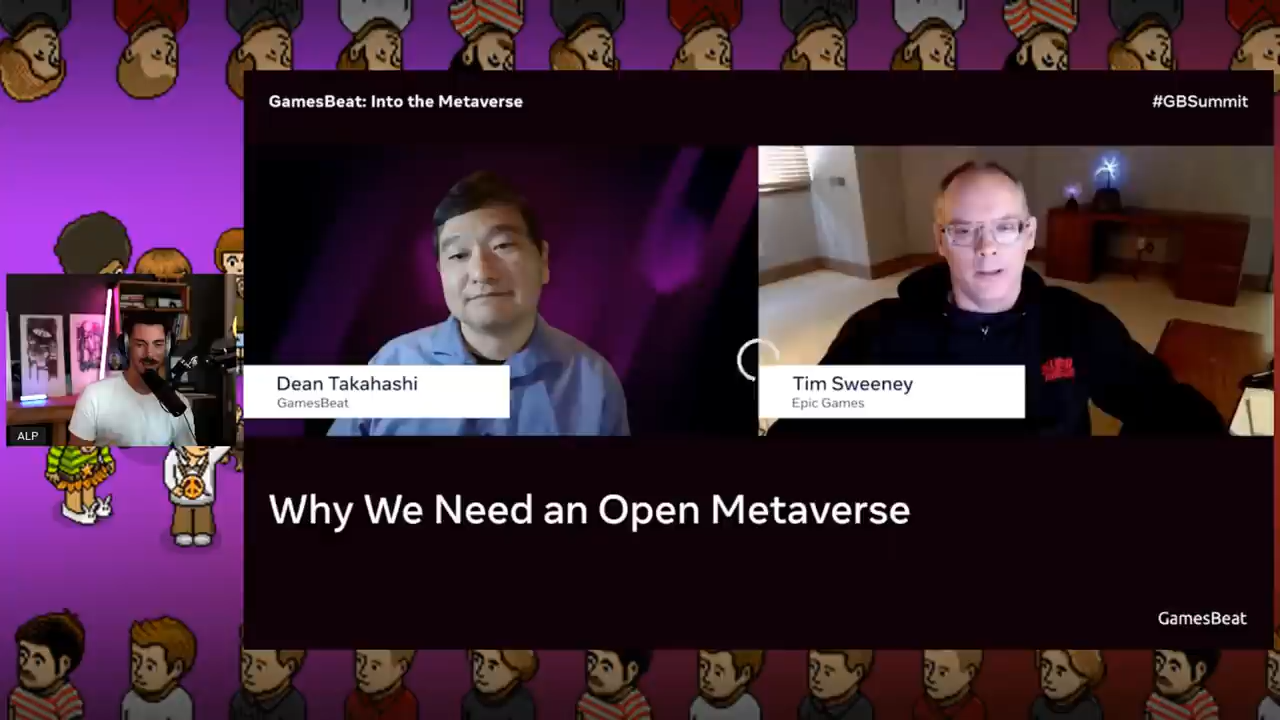 GamesBeat: Into the Metaverse
#GBSummit
Dean Takahashi
GamesBeat
Tim Sweeney
Epic Games
ALP
Why We Need an Open Metaverse
GamesBeat